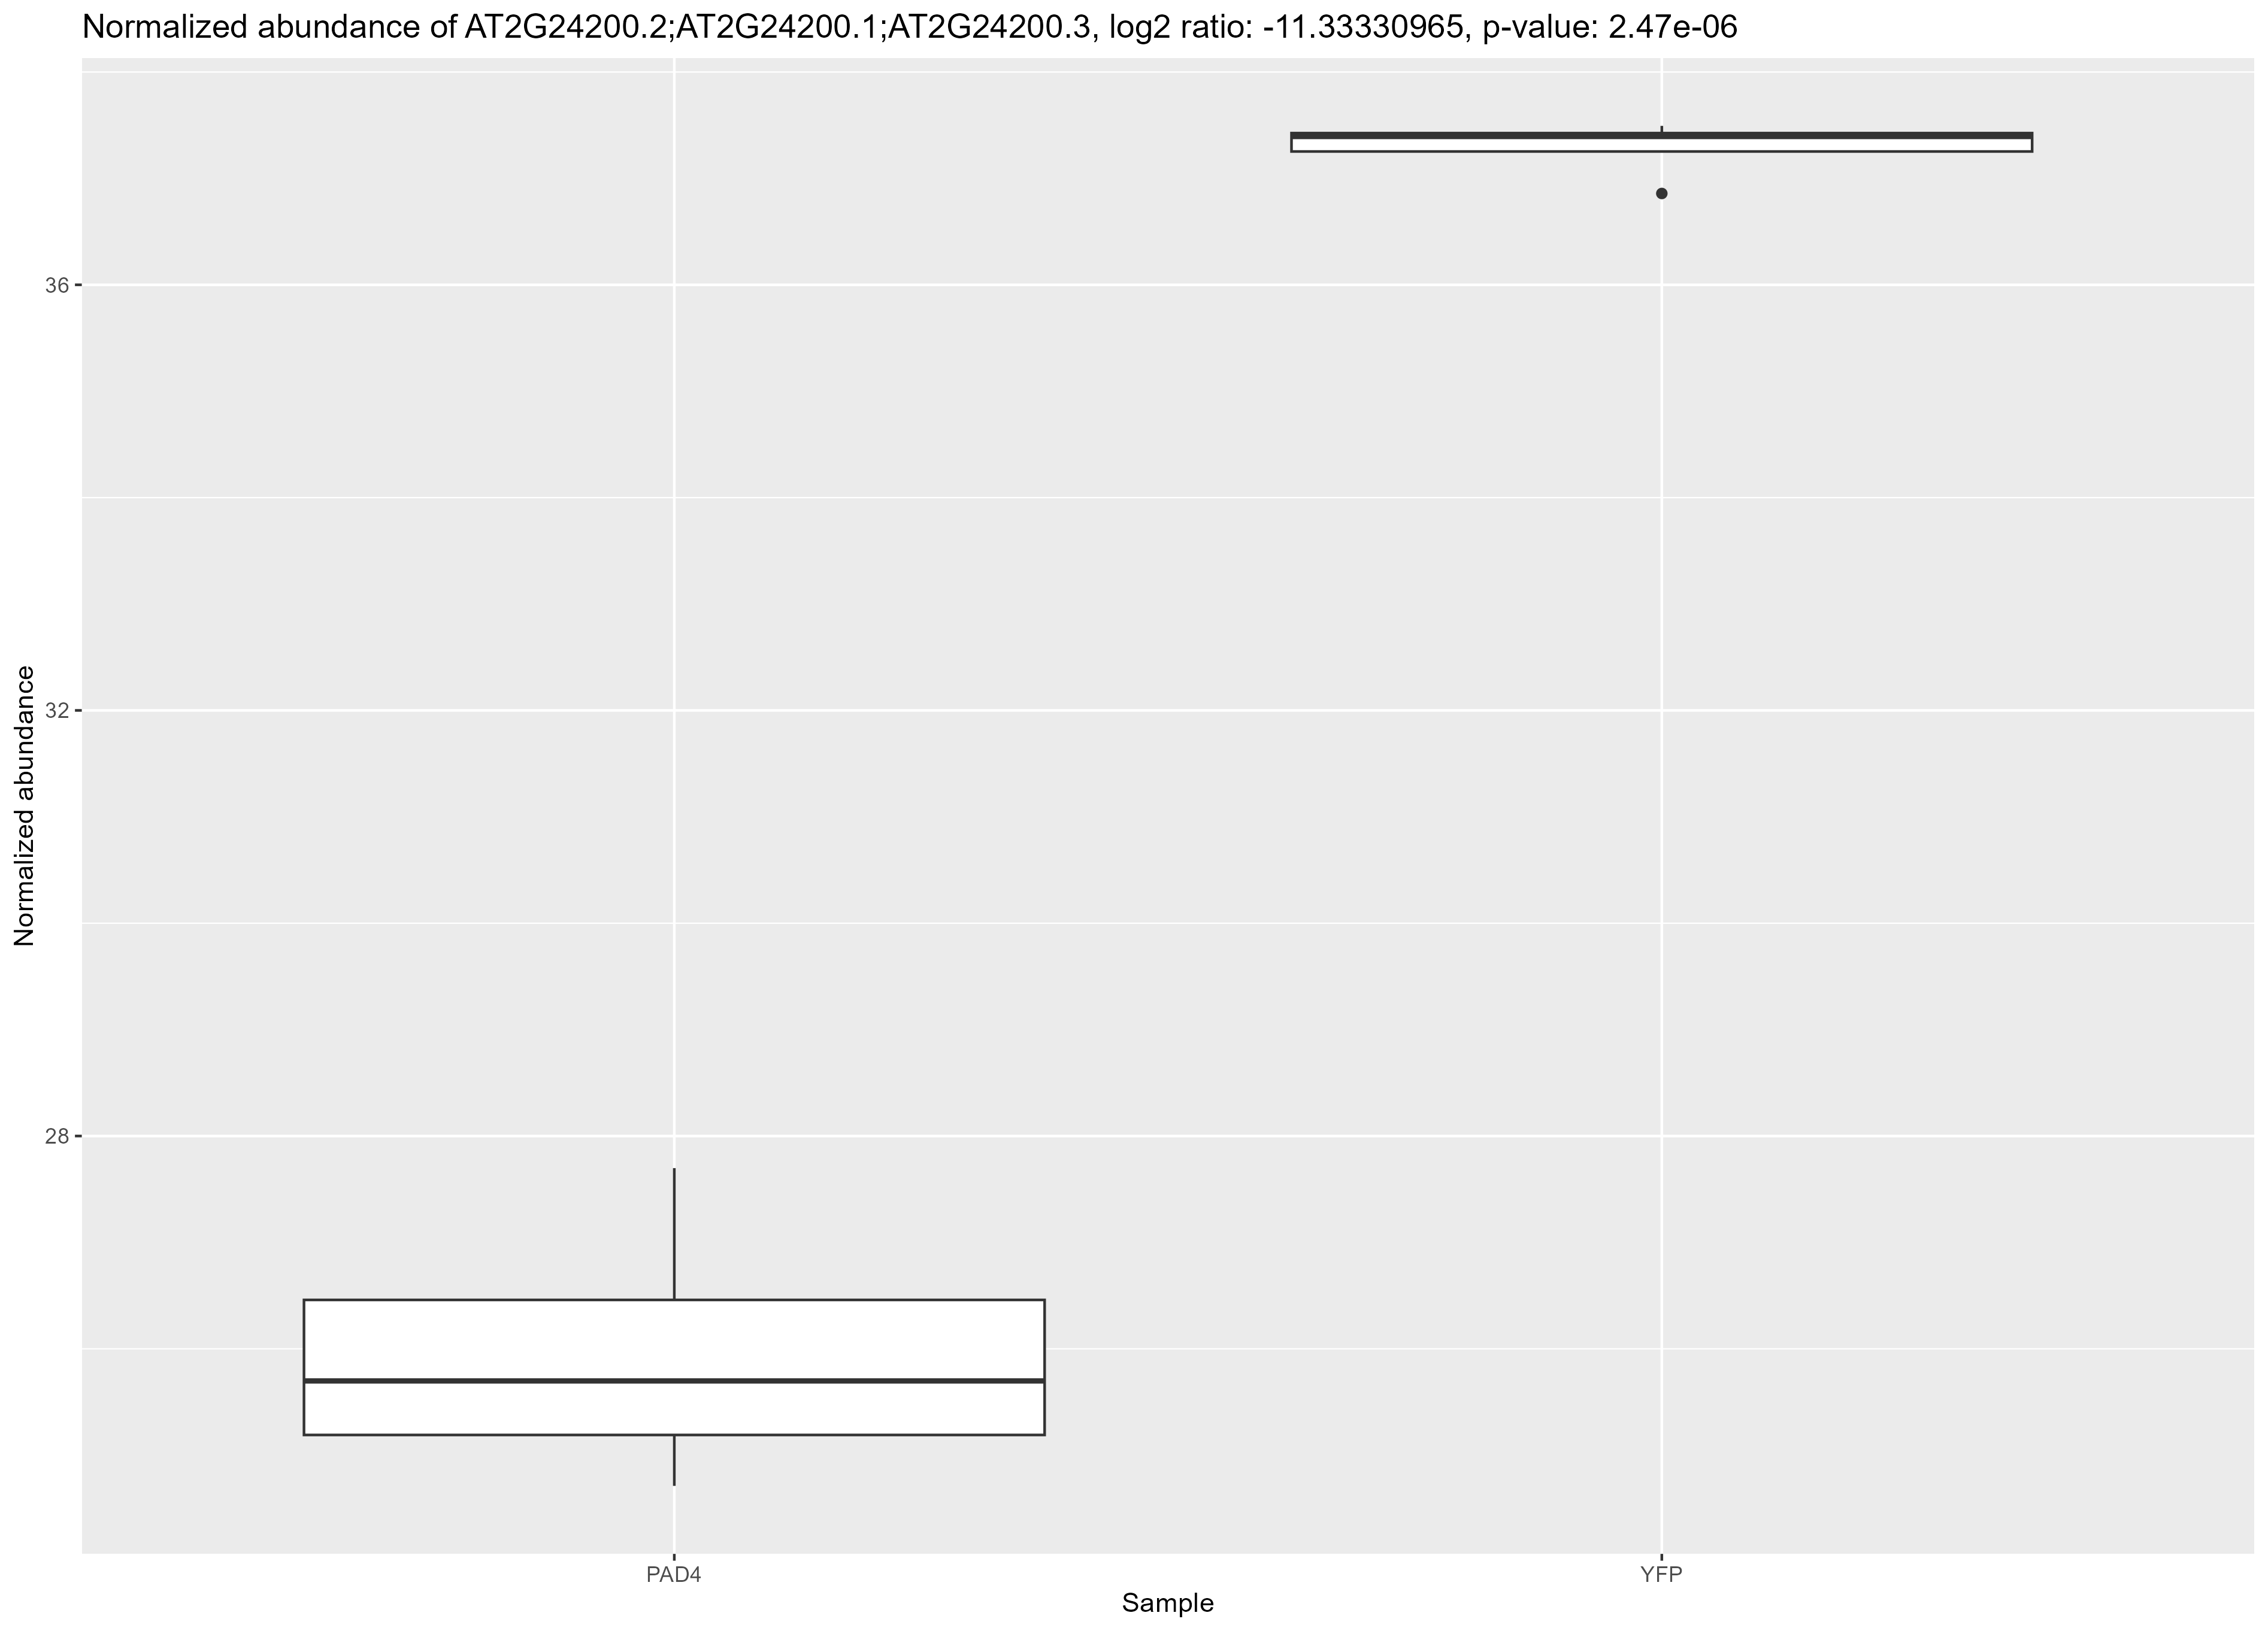 Normalized abundance of AT2G24200.2;AT2G24200.1;AT2G24200.3, log2 ratio: -11.33330965, p-value: 2.47e-06
Normalized abundance
36
32
28
PAD4
YFP
Sample